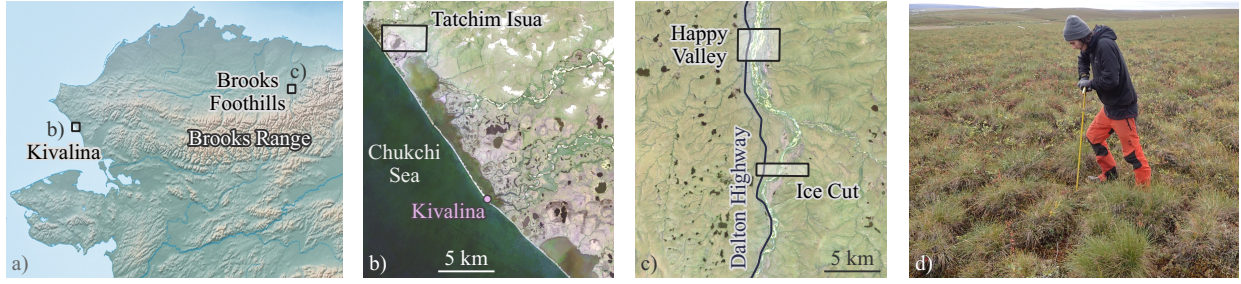 c)
Brooks
Foothills
b)
Kivalina
Brooks Range
a)
Tatchim Isua
Chukchi
Sea
Kivalina
b)
5 km
Happy
Valley
Dalton Highway
Ice Cut
c)
5 km
d)